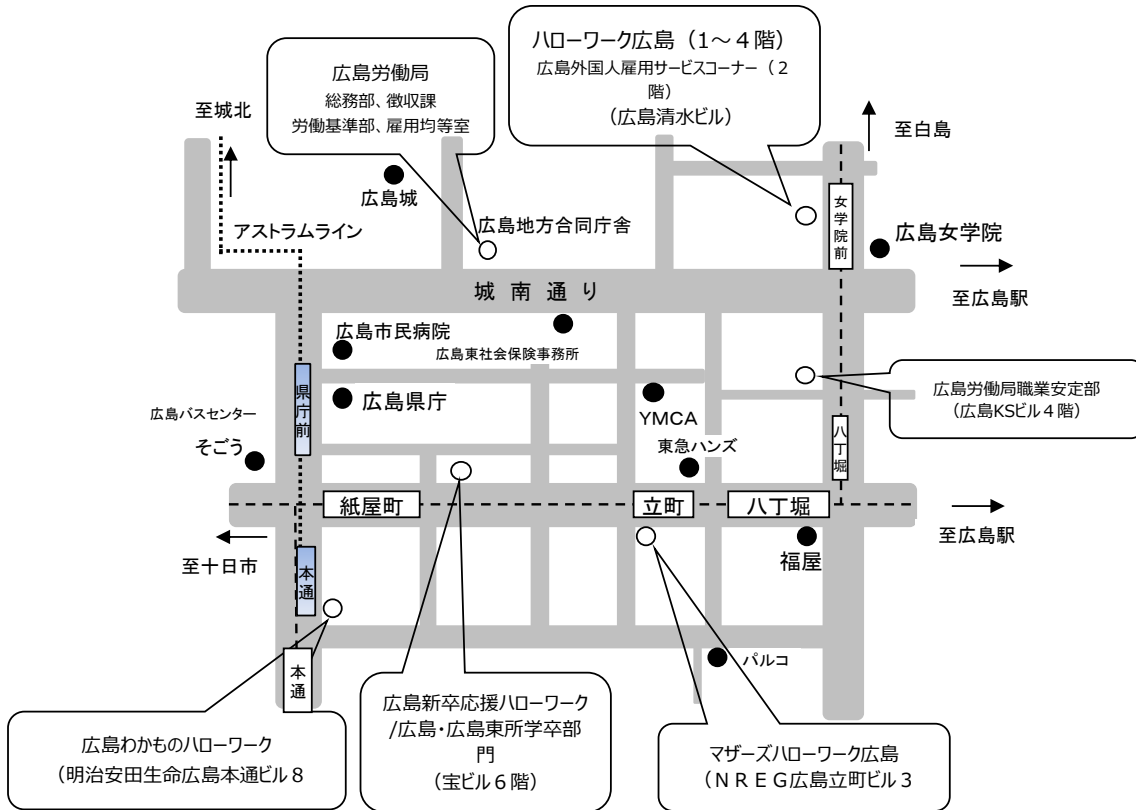 ハローワーク広島（1～４階）
広島外国人雇用サービスコーナー（２
階）
（広島清水ビル）
広島労働局
総務部、徴収課
労働基準部、雇用均等室
至城北
至白島
広島城
女学院前
アストラムライン
広島地方合同庁舎
広島女学院
城南通り
至広島駅
広島市民病院
広島東社会保険事務所
県庁前
広島県庁
YMCA
広島労働局職業安定部
（広島KSビル４階）
広島バスセンター
そごう
東急ハンズ
八丁堀
紙屋町
立町
八丁堀
至十日市
本通
福屋
至広島駅
本通
パルコ
広島わかものハローワーク
（明治安田生命広島本通ビル８
広島新卒応援ハローワーク
/広島・広島東所学卒部
門
（宝ビル６階）
マザーズハローワーク広島
（ＮＲＥＧ広島立町ビル３